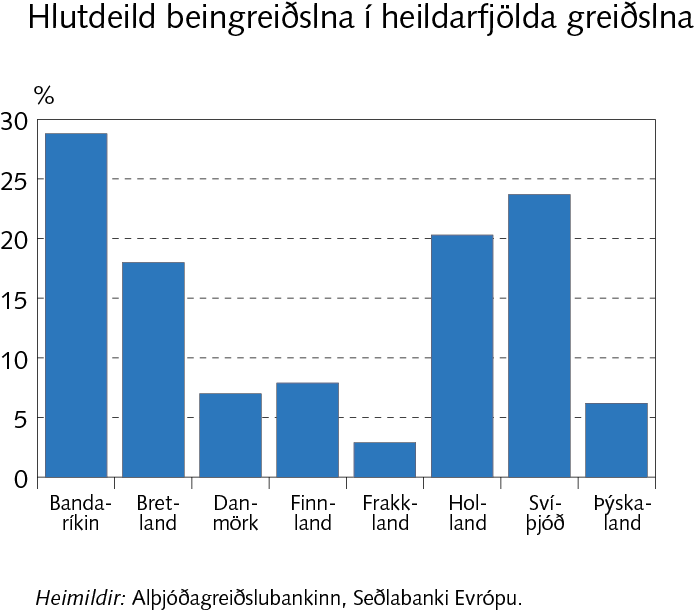 Hlutdeild beingreiðslna í heildarfjölda greiðslna
%
30
25
20
15
10
5
0
Banda-
ríkin
Bret-
land
Dan-
mörk
Finn-
land
Frakk-
land
Hol-
land
Sví-
þjóð
Þýska-
land
Heimildir: Alþjóðagreiðslubankinn, Seðlabanki Evrópu.